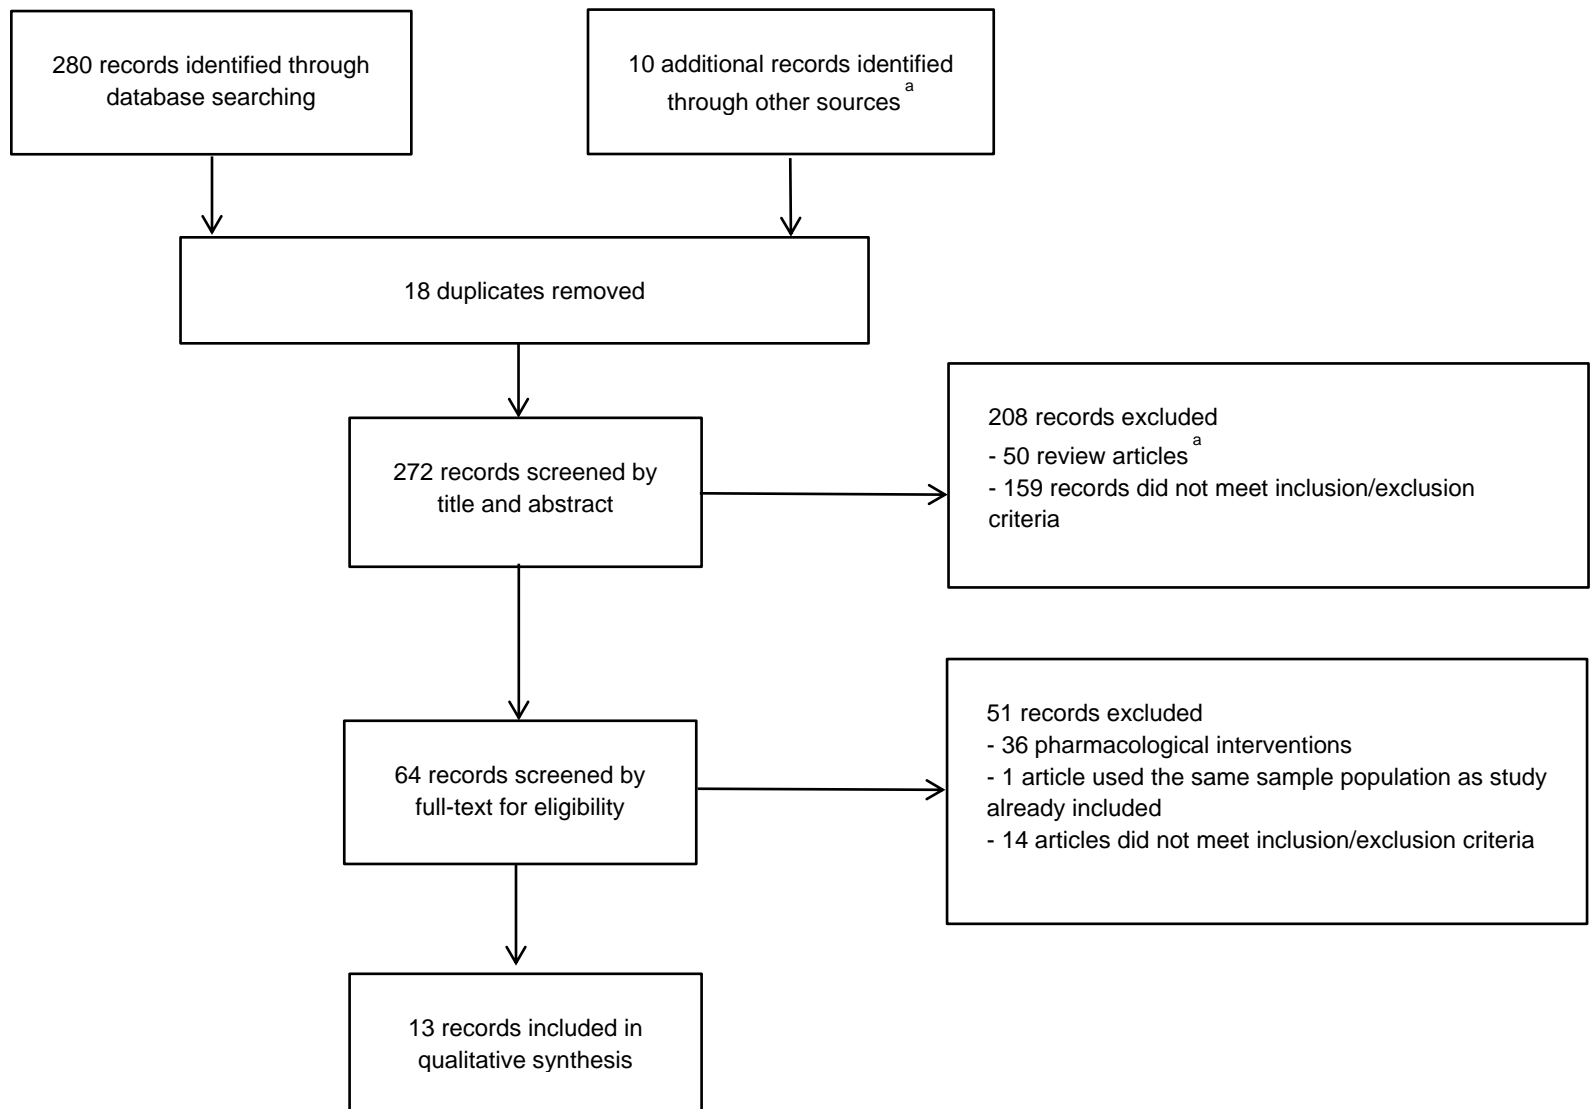 280 records identified through
database searching
10 additional records identified
through other sources a
18 duplicates removed
272 records screened by
title and abstract
208 records excluded
- 50 review articles a
- 159 records did not meet inclusion/exclusion
criteria
64 records screened by
full-text for eligibility
51 records excluded
- 36 pharmacological interventions
- 1 article used the same sample population as study
already included
- 14 articles did not meet inclusion/exclusion criteria
13 records included in
qualitative synthesis